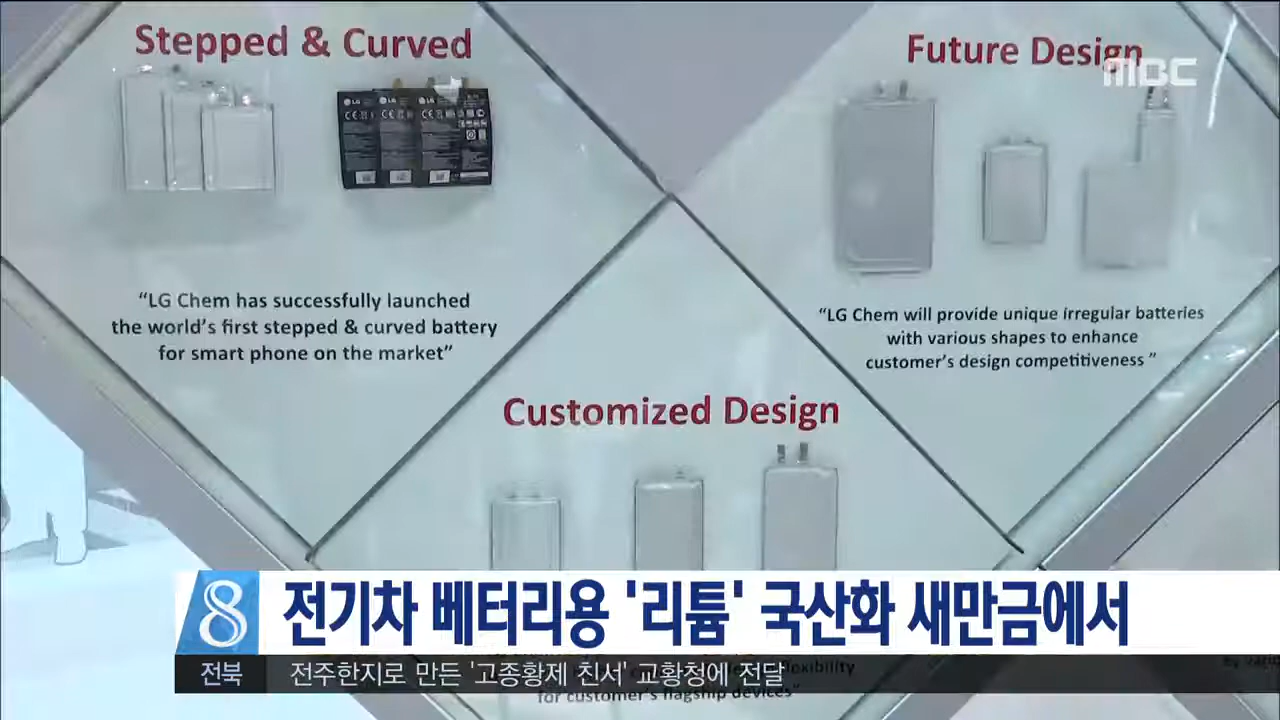 Stepped & Curved
Future Design
MBC
LG
LG
LG
“LG Chem has successfully launched
the world’s first stepped & curved battery
for smart phone on the market”
“LG Chem will provide unique irregular batteries
with various shapes to enhance
customer’s design competitiveness ”
Customized Design
8 전기차 베터리용 '리튬' 국산화 새만금에서
전북 전주한지로 만든 '고종황제 친서' 교황청에 전달
for customer’s flagship devices”